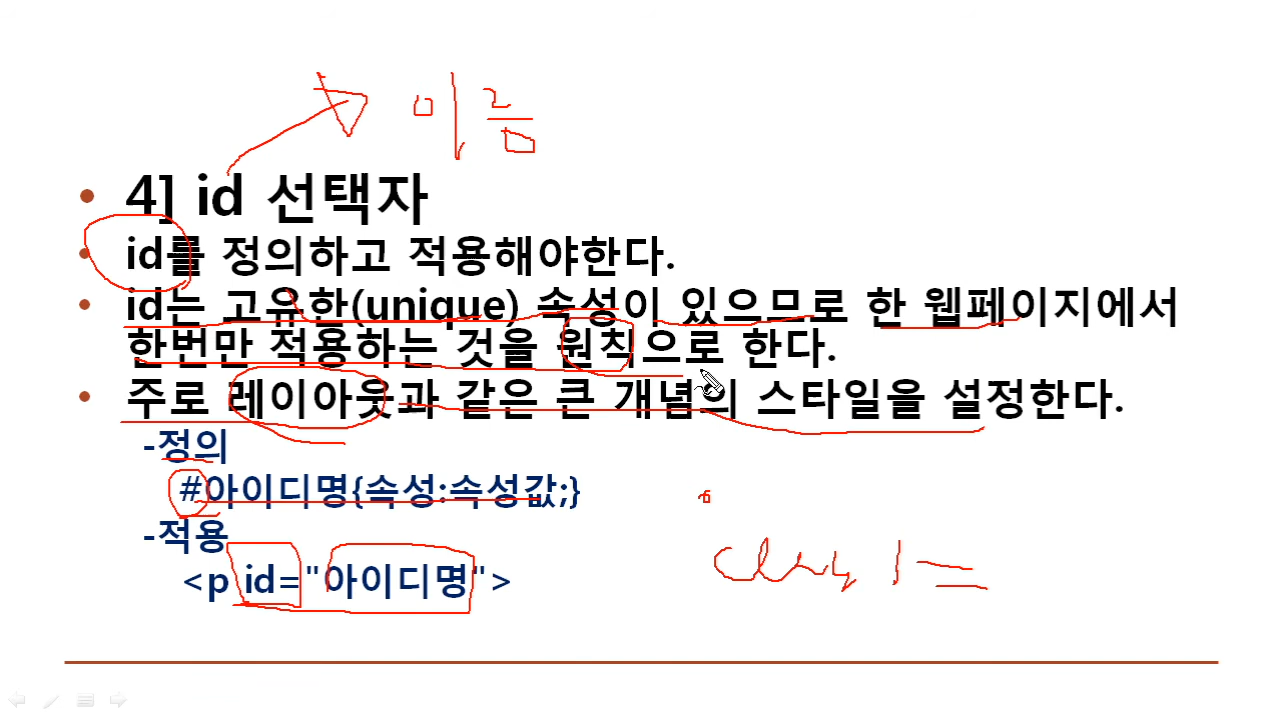 이름
4] id 선택자
id를 정의하고 적용해야한다.
id는 고유한(unique) 속성이 있으므로 한 웹페이지에서
한번만 적용하는 것을 원칙으로 한다.
주로 레이아웃과 같은 큰 개념의 스타일을 설정한다.
-정의
#아이디명{속성:속성값;}
-적용
<p id="아이디명">